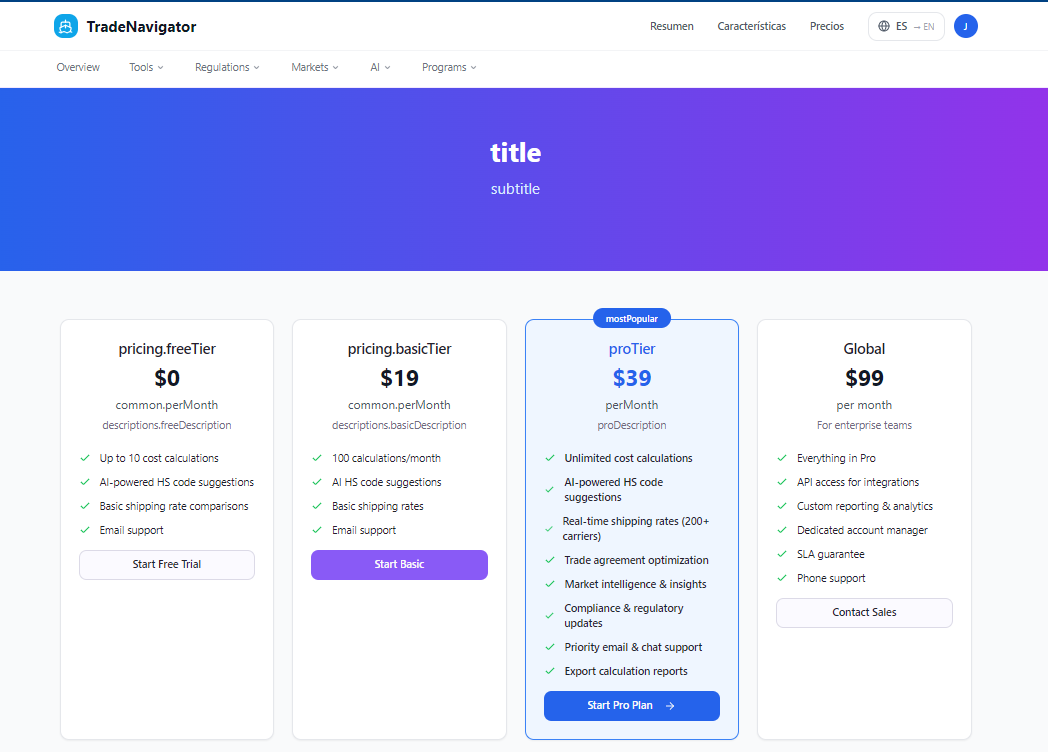 TradeNavigator
Resumen
Características
Precios
ES → EN
J
Overview
Tools
Regulations
Markets
AI
Programs
title
subtitle
pricing.freeTier
$0
common.perMonth
descriptions.freeDescription
Up to 10 cost calculations
AI-powered HS code suggestions
Basic shipping rate comparisons
Email support
Start Free Trial
pricing.basicTier
$19
common.perMonth
descriptions.basicDescription
100 calculations/month
AI HS code suggestions
Basic shipping rates
Email support
Start Basic
mostPopular
proTier
$39
perMonth
proDescription
Unlimited cost calculations
AI-powered HS code
suggestions
Real-time shipping rates (200+
carriers)
Trade agreement optimization
Market intelligence & insights
Compliance & regulatory
updates
Priority email & chat support
Export calculation reports
Start Pro Plan →
Global
$99
per month
For enterprise teams
Everything in Pro
API access for integrations
Custom reporting & analytics
Dedicated account manager
SLA guarantee
Phone support
Contact Sales